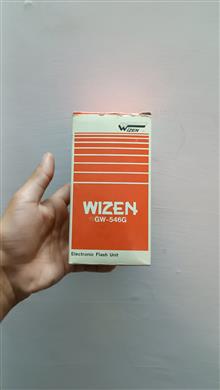 WIZEN
WIZEN
GW-546G
Electronic Flash Unit